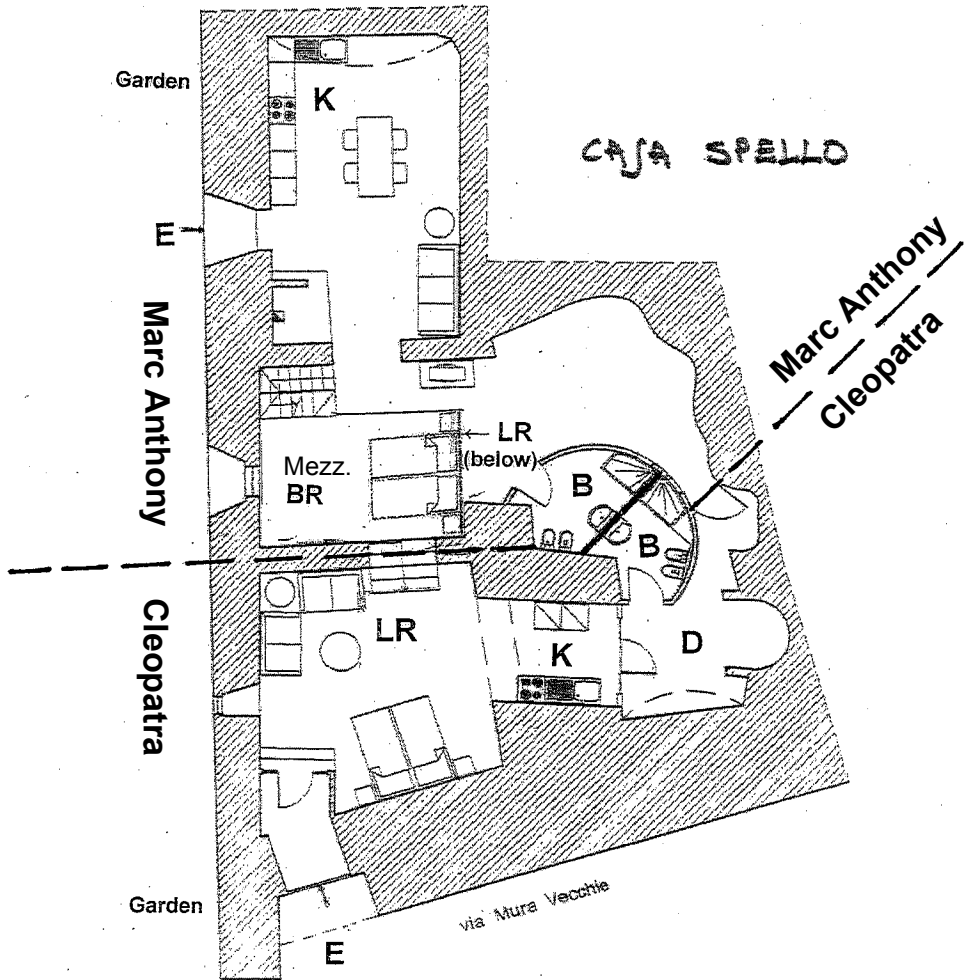 Garden
K
CASA SPELLO
E
Marc Anthony
Marc Anthony
Cleopatra
LR
(below)
Mezz.
BR
B
B
Cleopatra
LR
K
D
Garden
E
via Mura Vecchie